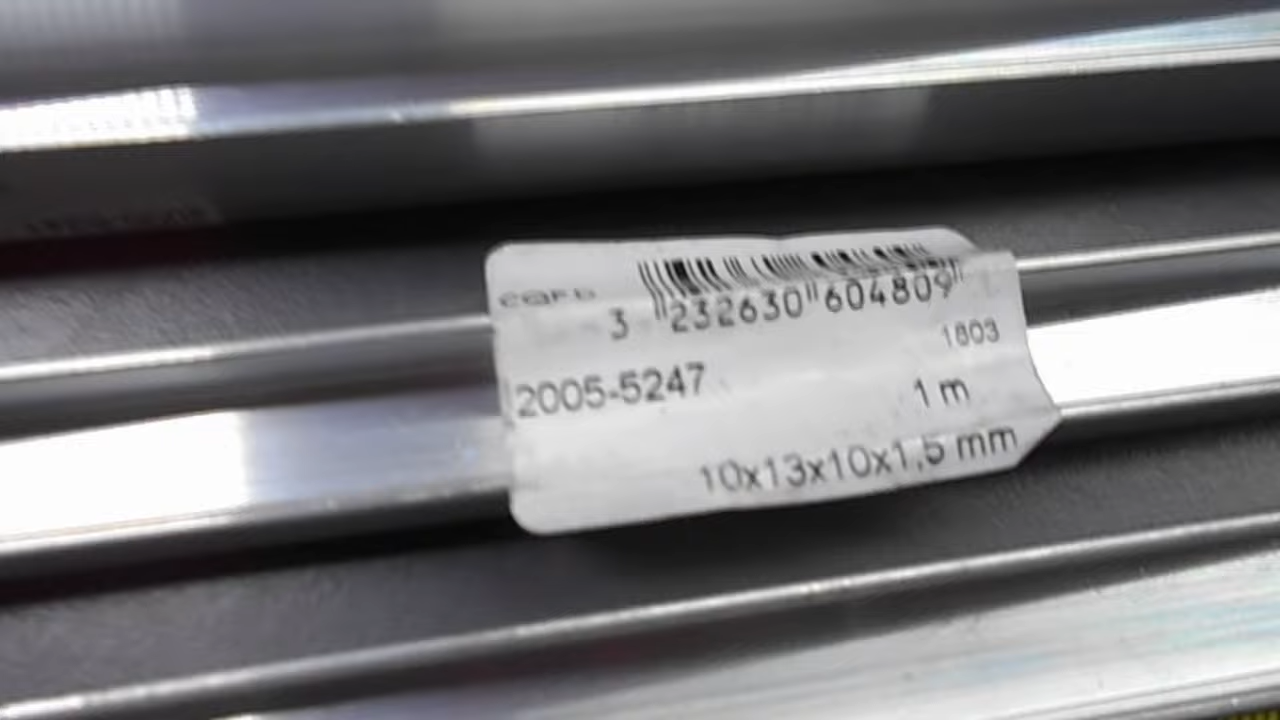 3 232630 604809
1803
2005-5247
1 m
10x13x10x1,5 mm